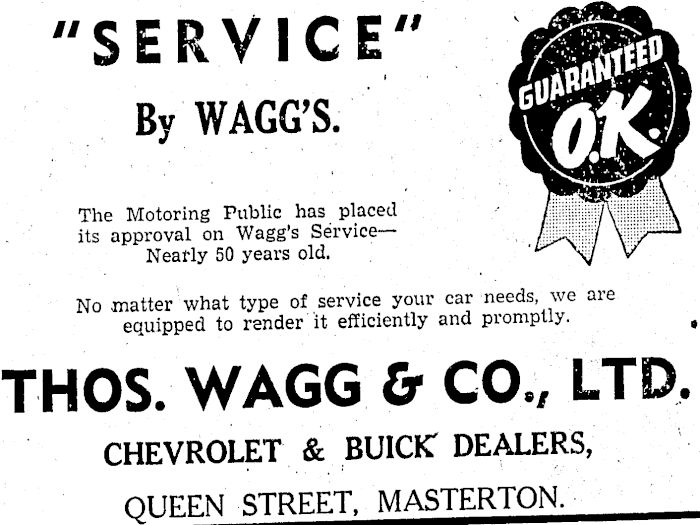 "SERVICE"
By WAGG'S.
GUARANTEED
O.K.
The Motoring Public has placed
its approval on Wagg's Service—
Nearly 50 years old.
No matter what type of service your car needs, we are
equipped to render it efficiently and promptly.
THOS. WAGG & CO., LTD.
CHEVROLET & BUICK DEALERS,
QUEEN STREET, MASTERTON.